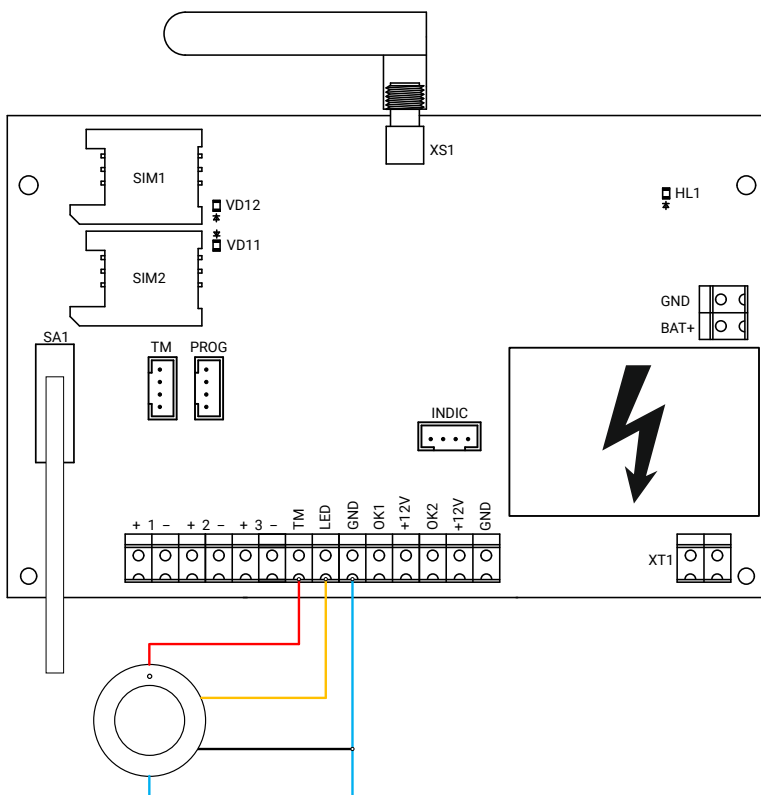 XS1
SIM1
HL1
VD12
VD11
SIM2
GND
BAT+
SA1
TM PROG
INDIC
+ 1 − + 2 − + 3 − TM LED GND OK1 +12V OK2 +12V GND
XT1